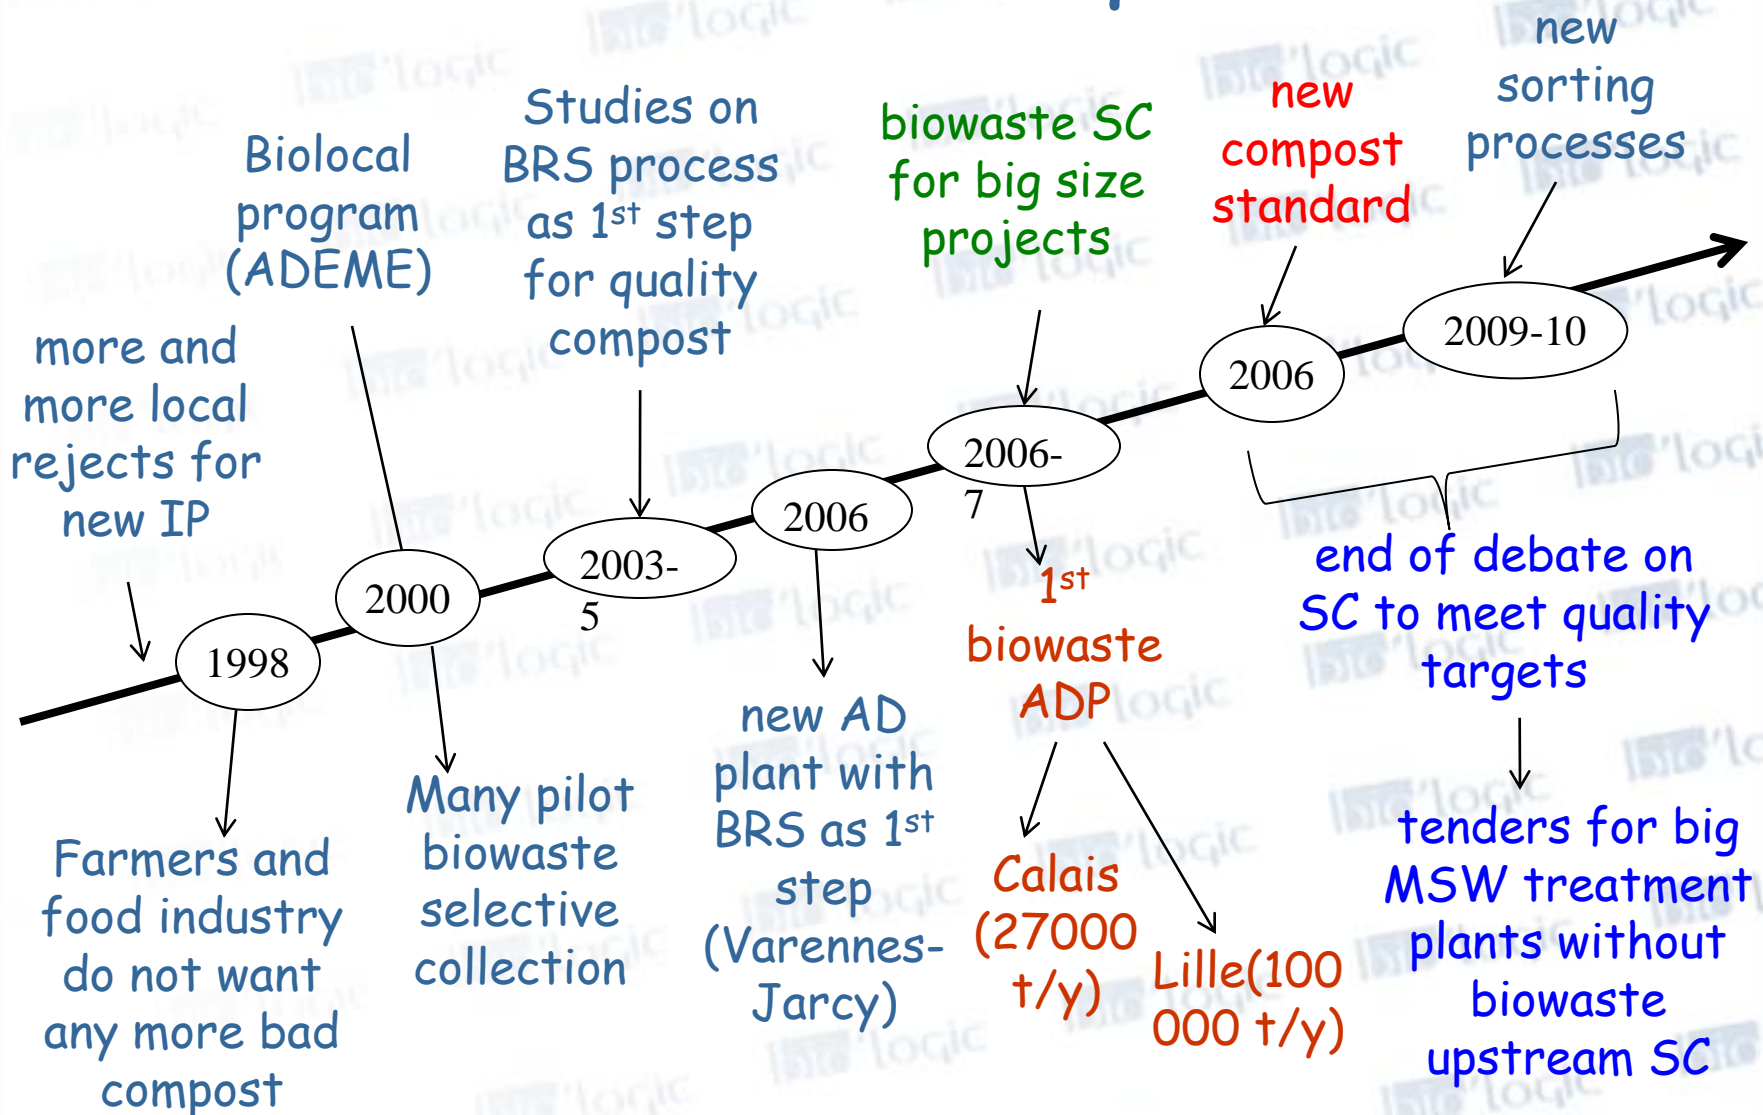 new
sorting
processes
new
compost
standard
biowaste SC
for big size
projects
Studies on
BRS process
as 1st step
for quality
compost
Biolocal
program
(ADEME)
more and
more local
rejects for
new IP
1998
2000
2003-
5
2006
2006-
7
2006
2009-10
Farmers and
food industry
do not want
any more bad
compost
Many pilot
biowaste
selective
collection
new AD
plant with
BRS as 1st
step
(Varennes-
Jarcy)
1st
biowaste
ADP
Calais
(27000
t/y)
Lille(100
000 t/y)
end of debate on
SC to meet quality
targets
tenders for big
MSW treatment
plants without
biowaste
upstream SC